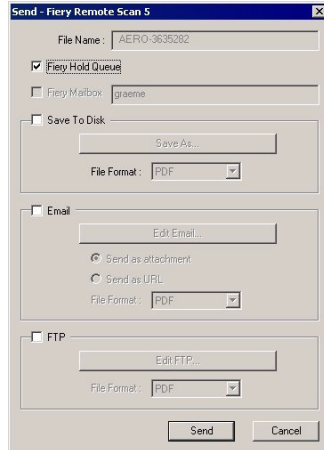 Send - Fiery Remote Scan 5
File Name : AERO-3635282
Fiery Hold Queue
Fiery Mailbox graeme
Save To Disk
Save As...
File Format : PDF
Email
Edit Email...
Send as attachment
Send as URL
File Format : PDF
FTP
Edit FTP...
File Format : PDF
Send Cancel